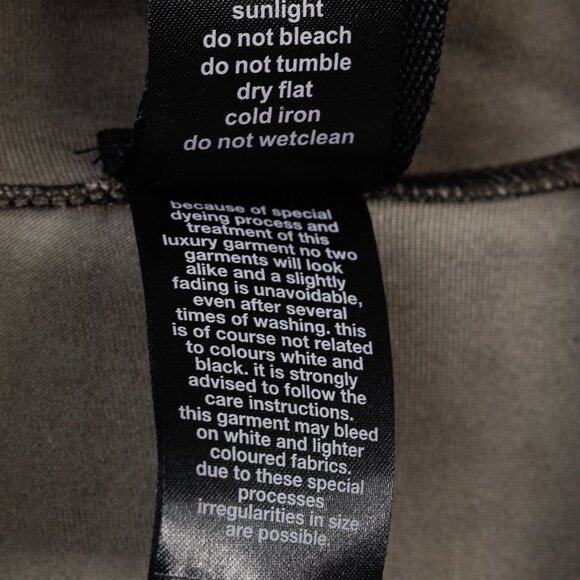 sunlight
do not bleach
do not tumble
dry flat
cold iron
do not wetclean
because of special
dyeing process and
treatment of this
luxury garment no two
garments will look
alike and a slightly
fading is unavoidable,
even after several
times of washing. this
is of course not related
to colours white and
black. it is strongly
advised to follow the
care instructions.
this garment may bleed
on white and lighter
coloured fabrics.
due to these special
processes
irregularities in size
are possible.